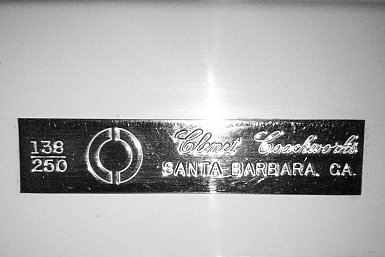 138
250
Clenet Coachworks
SANTA BARBARA, CA.